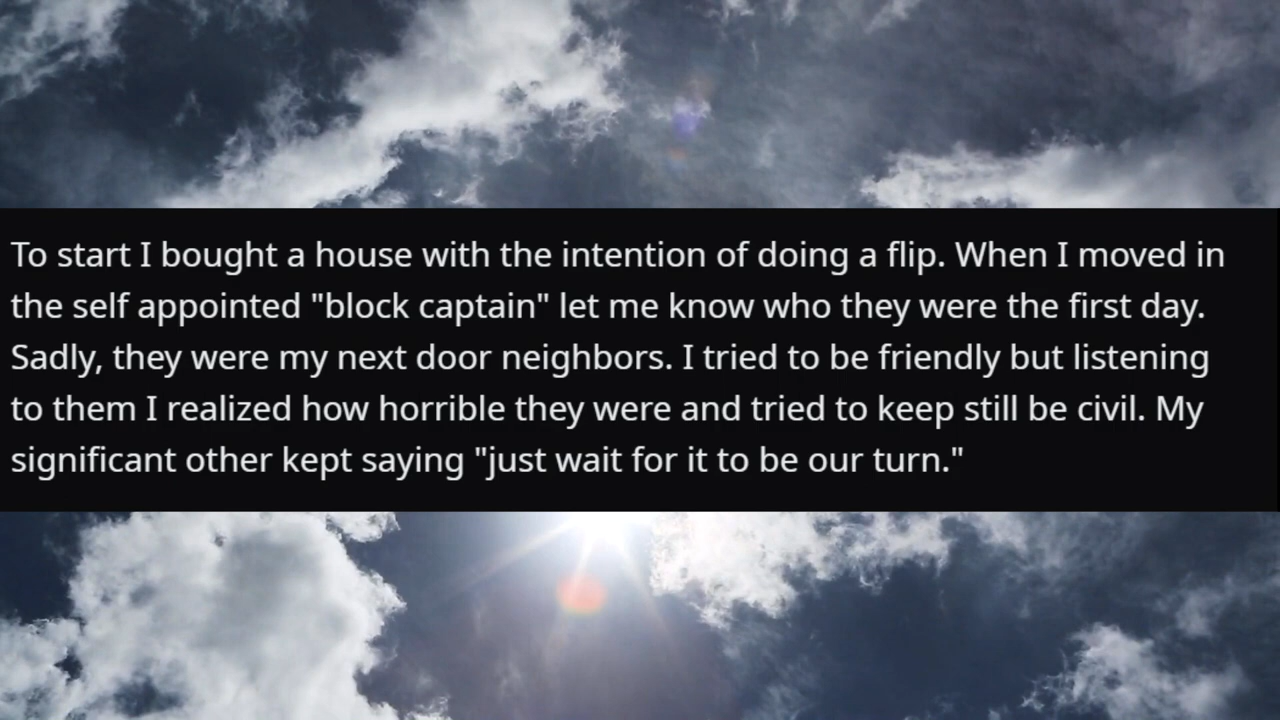 To start I bought a house with the intention of doing a flip. When I moved in
the self appointed "block captain" let me know who they were the first day.
Sadly, they were my next door neighbors. I tried to be friendly but listening
to them I realized how horrible they were and tried to keep still be civil. My
significant other kept saying "just wait for it to be our turn."